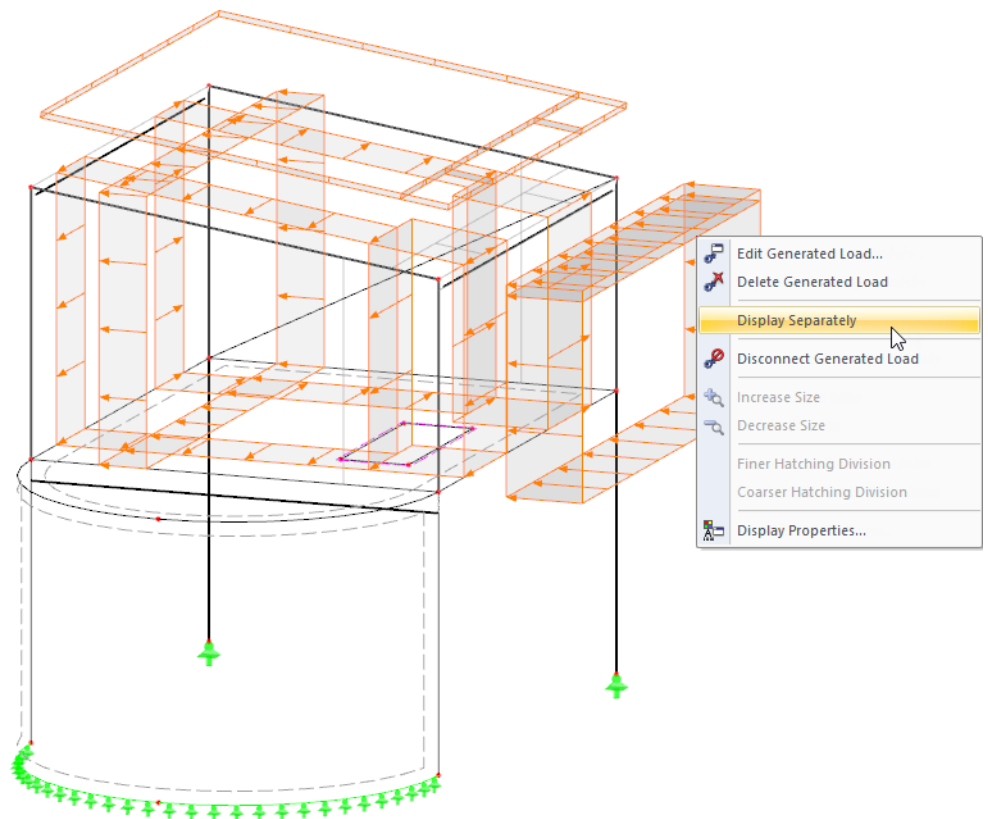 Edit Generated Load...
Delete Generated Load
Display Separately
Disconnect Generated Load
Increase Size
Decrease Size
Finer Hatching Division
Coarser Hatching Division
Display Properties...